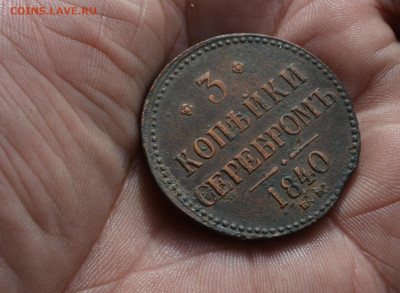 COINS.LAVE.RU
* 3 *
КОПѢЙКИ
СЕРЕБРОМЪ
1840
Е.М.